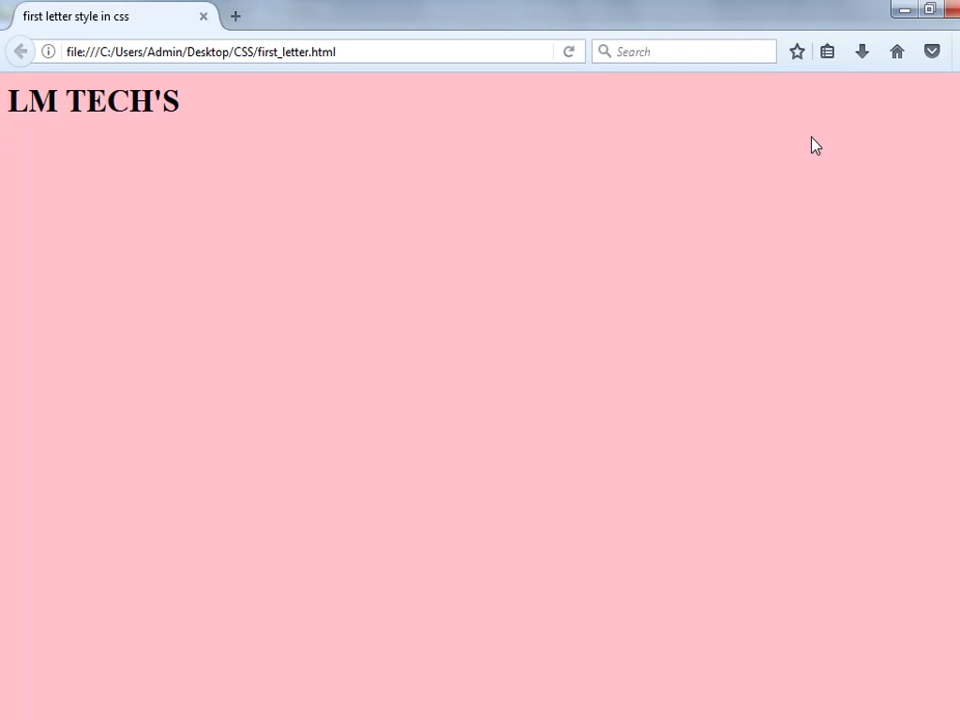 first letter style in css
file:///C:/Users/Admin/Desktop/CSS/first_letter.html
Search
LM TECH'S